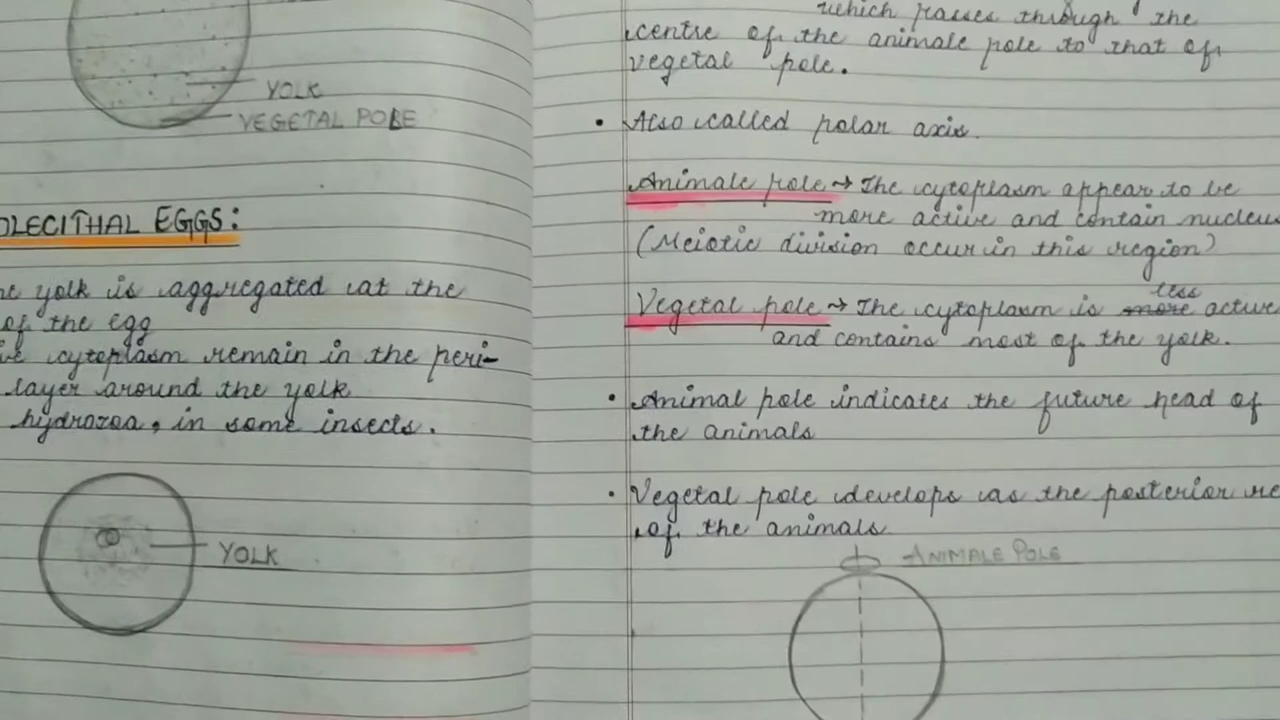 YOLK
VEGETAL POLE
OLECITHAL EGGS:
he yolk is aggregated at the
of the egg
ve cytoplasm remain in the peri-
layer around the yolk
hydrozoa, in some insects.
YOLK
which passes through the
centre of the animale pole to that of
vegetal pole.
• Also called polar axis.
Animale pole → The cytoplasm appear to be
more active and contain nucleus
(Meiotic division occur in this region)
less
Vegetal pole → The cytoplasm is more active
and contains most of the yolk.
• Animal pole indicates the future head of
the animals
• Vegetal pole develops as the posterior re
of the animals
ANIMALE POLE